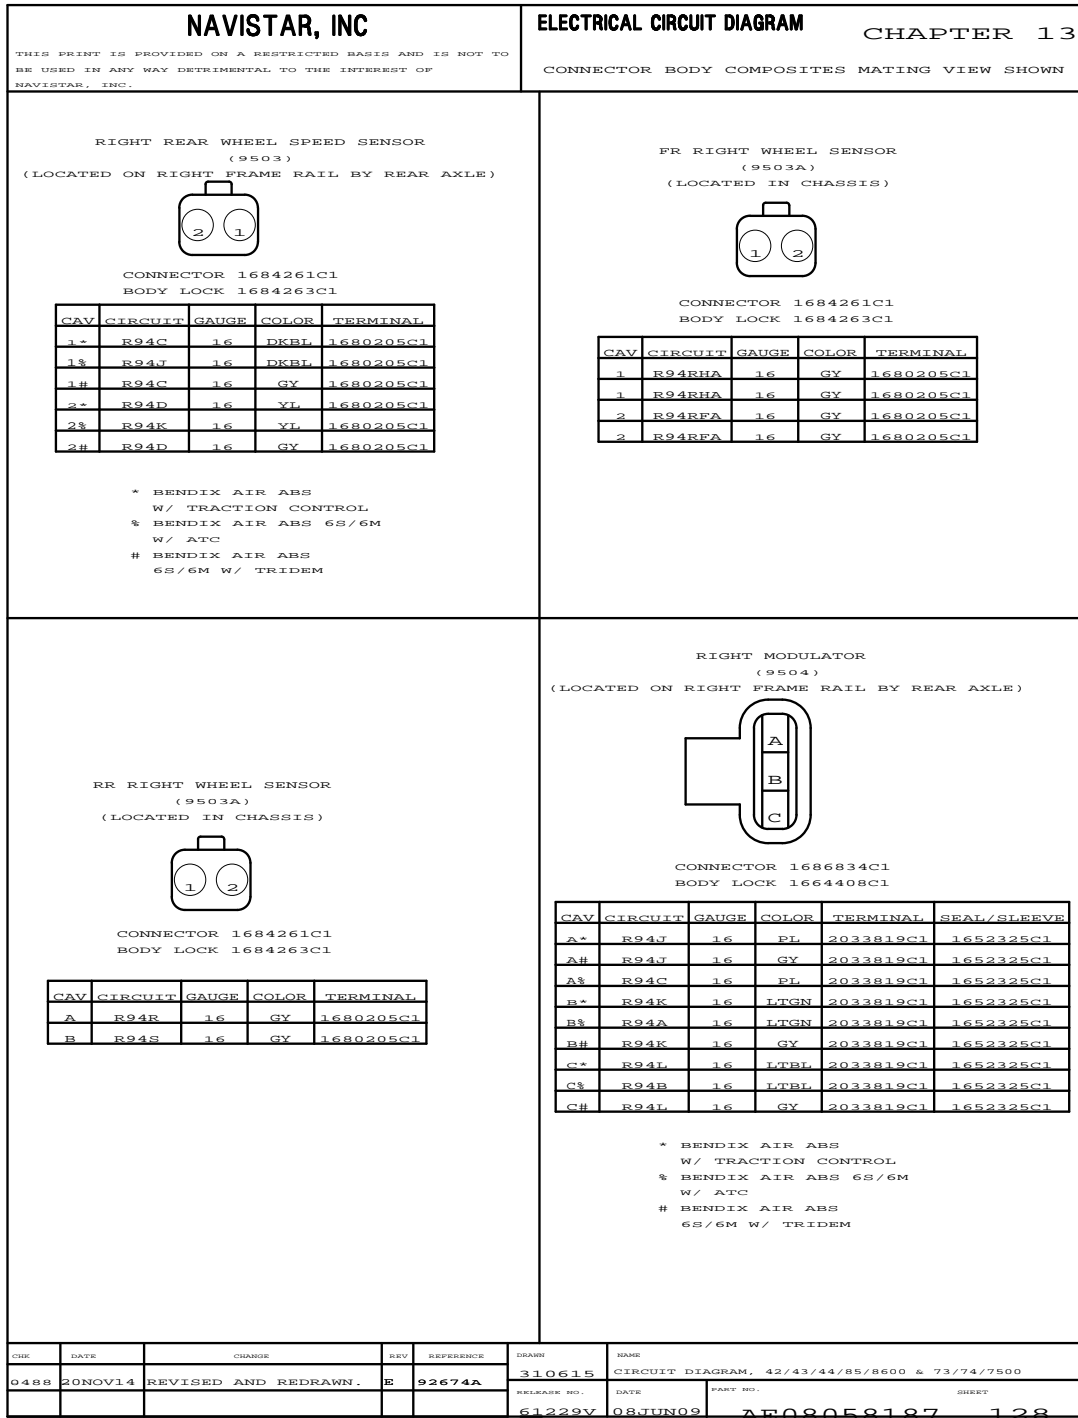 NAVISTAR, INC
THIS PRINT IS PROVIDED ON A RESTRICTED BASIS AND IS NOT TO
BE USED IN ANY WAY DETRIMENTAL TO THE INTEREST OF
NAVISTAR, INC.
ELECTRICAL CIRCUIT DIAGRAM
CHAPTER 13
CONNECTOR BODY COMPOSITES MATING VIEW SHOWN
RIGHT REAR WHEEL SPEED SENSOR
(9503)
(LOCATED ON RIGHT FRAME RAIL BY REAR AXLE)
2 1
CONNECTOR 1684261C1
BODY LOCK 1684263C1
CAV CIRCUIT GAUGE COLOR TERMINAL
1* R94C 16 DKBL 1680205C1
1% R94J 16 DKBL 1680205C1
1# R94C 16 GY 1680205C1
2* R94D 16 YL 1680205C1
2% R94K 16 YL 1680205C1
2# R94D 16 GY 1680205C1
* BENDIX AIR ABS
W/ TRACTION CONTROL
% BENDIX AIR ABS 6S/6M
W/ ATC
# BENDIX AIR ABS
6S/6M W/ TRIDEM
FR RIGHT WHEEL SENSOR
(9503A)
(LOCATED IN CHASSIS)
1 2
CONNECTOR 1684261C1
BODY LOCK 1684263C1
CAV CIRCUIT GAUGE COLOR TERMINAL
1 R94RHA 16 GY 1680205C1
1 R94RHA 16 GY 1680205C1
2 R94RFA 16 GY 1680205C1
2 R94RFA 16 GY 1680205C1
RR RIGHT WHEEL SENSOR
(9503A)
(LOCATED IN CHASSIS)
1 2
CONNECTOR 1684261C1
BODY LOCK 1684263C1
CAV CIRCUIT GAUGE COLOR TERMINAL
A R94R 16 GY 1680205C1
B R94S 16 GY 1680205C1
RIGHT MODULATOR
(9504)
(LOCATED ON RIGHT FRAME RAIL BY REAR AXLE)
A
B
C
CONNECTOR 1686834C1
BODY LOCK 1664408C1
CAV CIRCUIT GAUGE COLOR TERMINAL SEAL/SLEEVE
A* R94J 16 PL 2033819C1 1652325C1
A# R94J 16 GY 2033819C1 1652325C1
A% R94C 16 PL 2033819C1 1652325C1
B* R94K 16 LTGN 2033819C1 1652325C1
B% R94A 16 LTGN 2033819C1 1652325C1
B# R94K 16 GY 2033819C1 1652325C1
C* R94L 16 LTBL 2033819C1 1652325C1
C% R94B 16 LTBL 2033819C1 1652325C1
C# R94L 16 GY 2033819C1 1652325C1
* BENDIX AIR ABS
W/ TRACTION CONTROL
% BENDIX AIR ABS 6S/6M
W/ ATC
# BENDIX AIR ABS
6S/6M W/ TRIDEM
CHK DATE CHANGE REV REFERENCE
0488 20NOV14 REVISED AND REDRAWN. E 92674A
DRAWN
310615
NAME
CIRCUIT DIAGRAM, 42/43/44/85/8600 & 73/74/7500
RELEASE NO.
61229V
DATE
08JUN09
PART NO.
AE08058187
SHEET
128